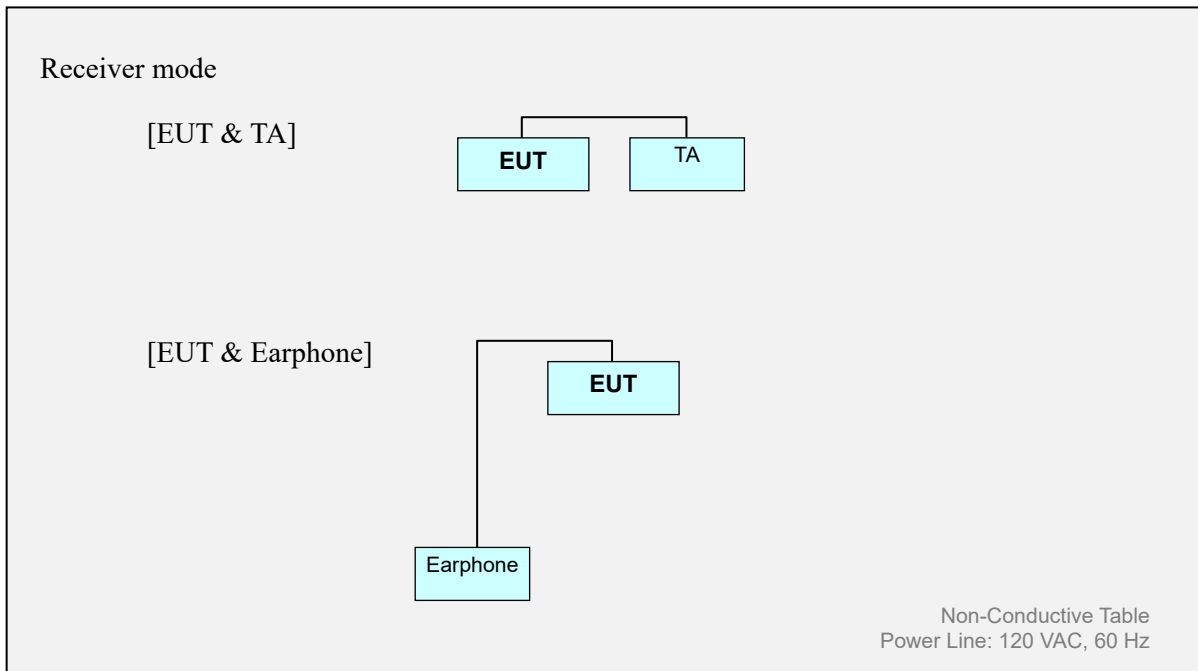 Receiver mode
[EUT & TA]
EUT
TA
[EUT & Earphone]
EUT
Earphone
Non-Conductive Table
Power Line: 120 VAC, 60 Hz